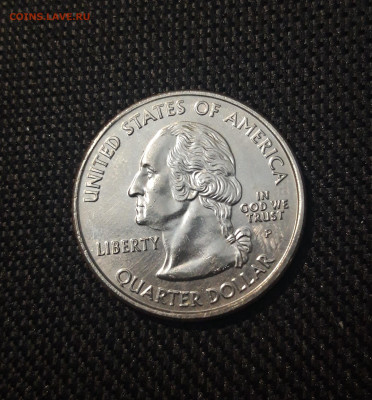 COINS.LAVE.RU
UNITED STATES OF AMERICA
IN
GOD WE
TRUST
P
LIBERTY
QUARTER DOLLAR